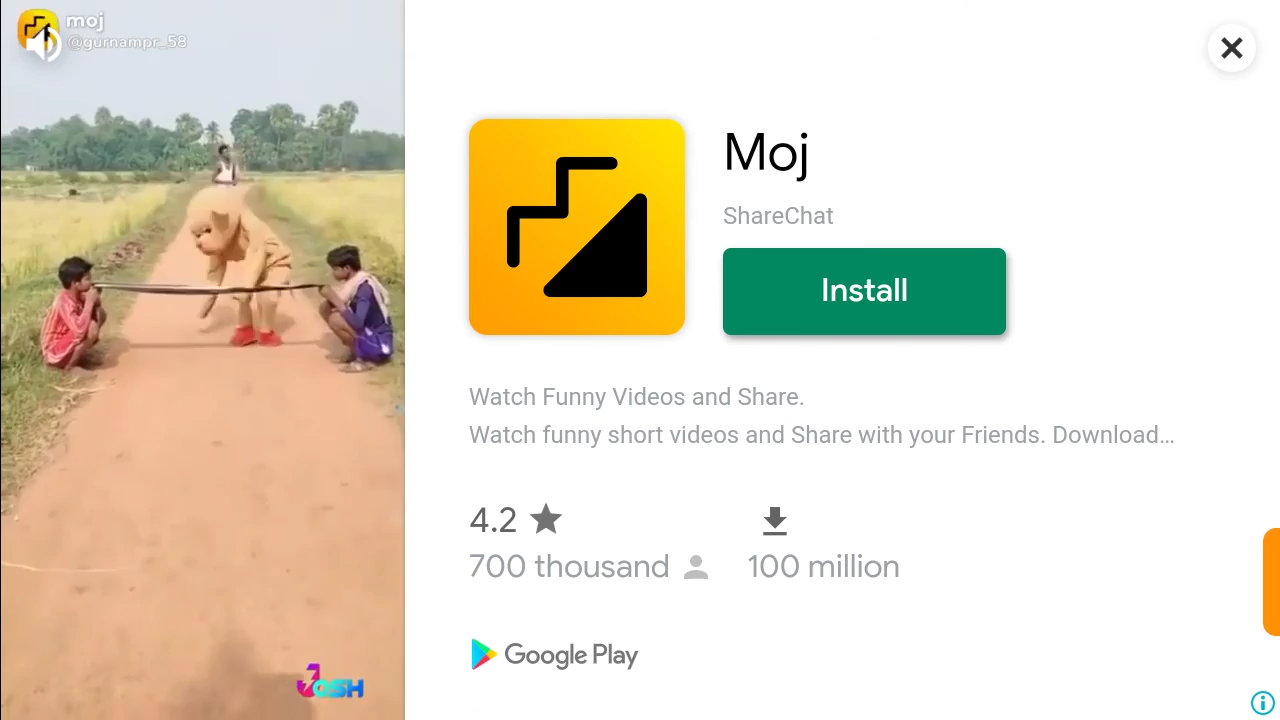 moj
@gurnampr_58
Moj
ShareChat
Install
Watch Funny Videos and Share.
Watch funny short videos and Share with your Friends. Download...
4.2
700 thousand
100 million
Google Play
JOSH